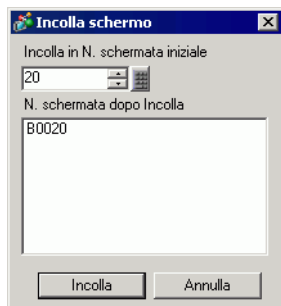 Incolla schermo
Incolla in N. schermata iniziale
20
N. schermata dopo Incolla
B0020
Incolla
Annulla